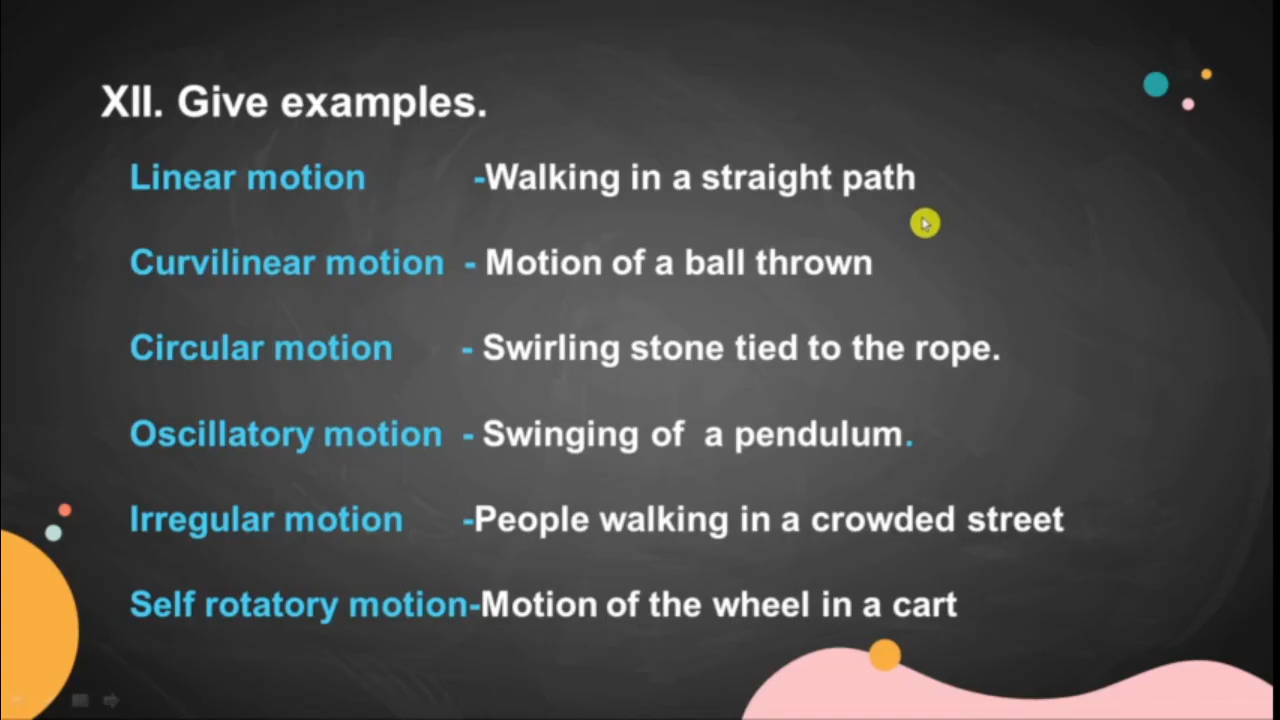 XII. Give examples.
Linear motion -Walking in a straight path
Curvilinear motion - Motion of a ball thrown
Circular motion - Swirling stone tied to the rope.
Oscillatory motion - Swinging of a pendulum.
Irregular motion -People walking in a crowded street
Self rotatory motion-Motion of the wheel in a cart